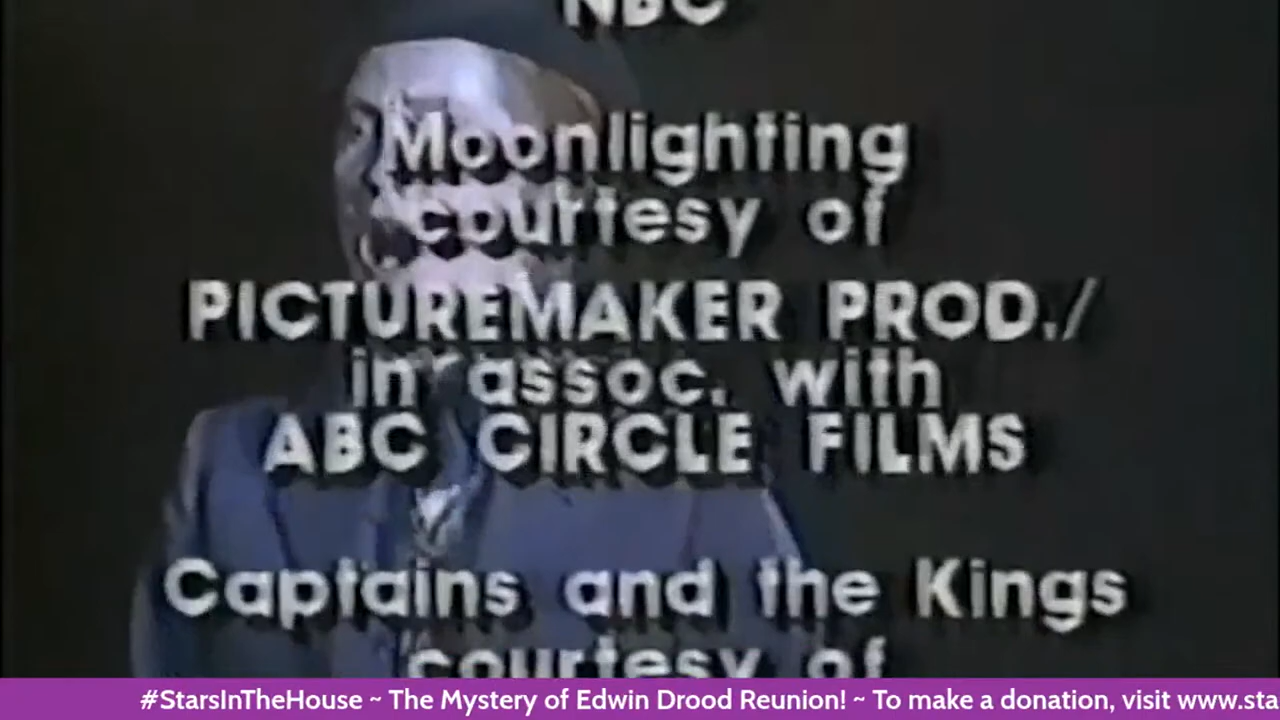 NBC
Moonlighting
courtesy of
PICTUREMAKER PROD./
in assoc. with
ABC CIRCLE FILMS
Captains and the Kings
courtesy of
#StarsInTheHouse ~ The Mystery of Edwin Drood Reunion! ~ To make a donation, visit www.sta